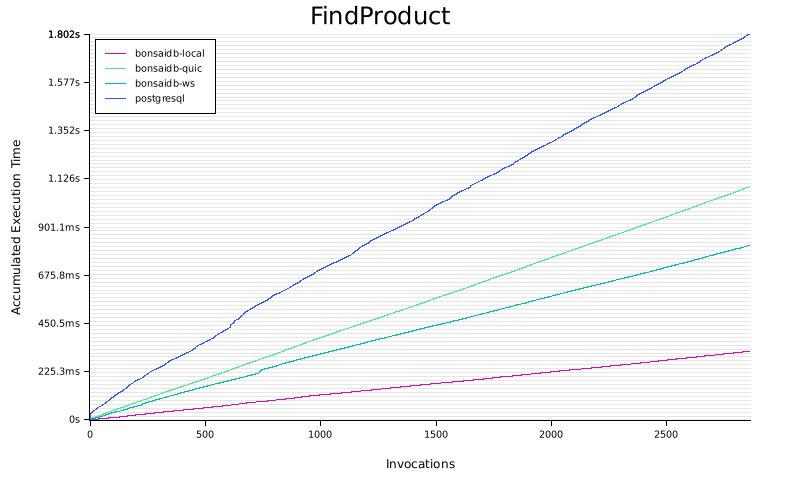 FindProduct
1.802s
bonsaidb-local
bonsaidb-quic
bonsaidb-ws
postgresql
1.577s
1.352s
1.126s
901.1ms
675.8ms
450.5ms
225.3ms
0s
Accumulated Execution Time
0 500 1000 1500 2000 2500
Invocations